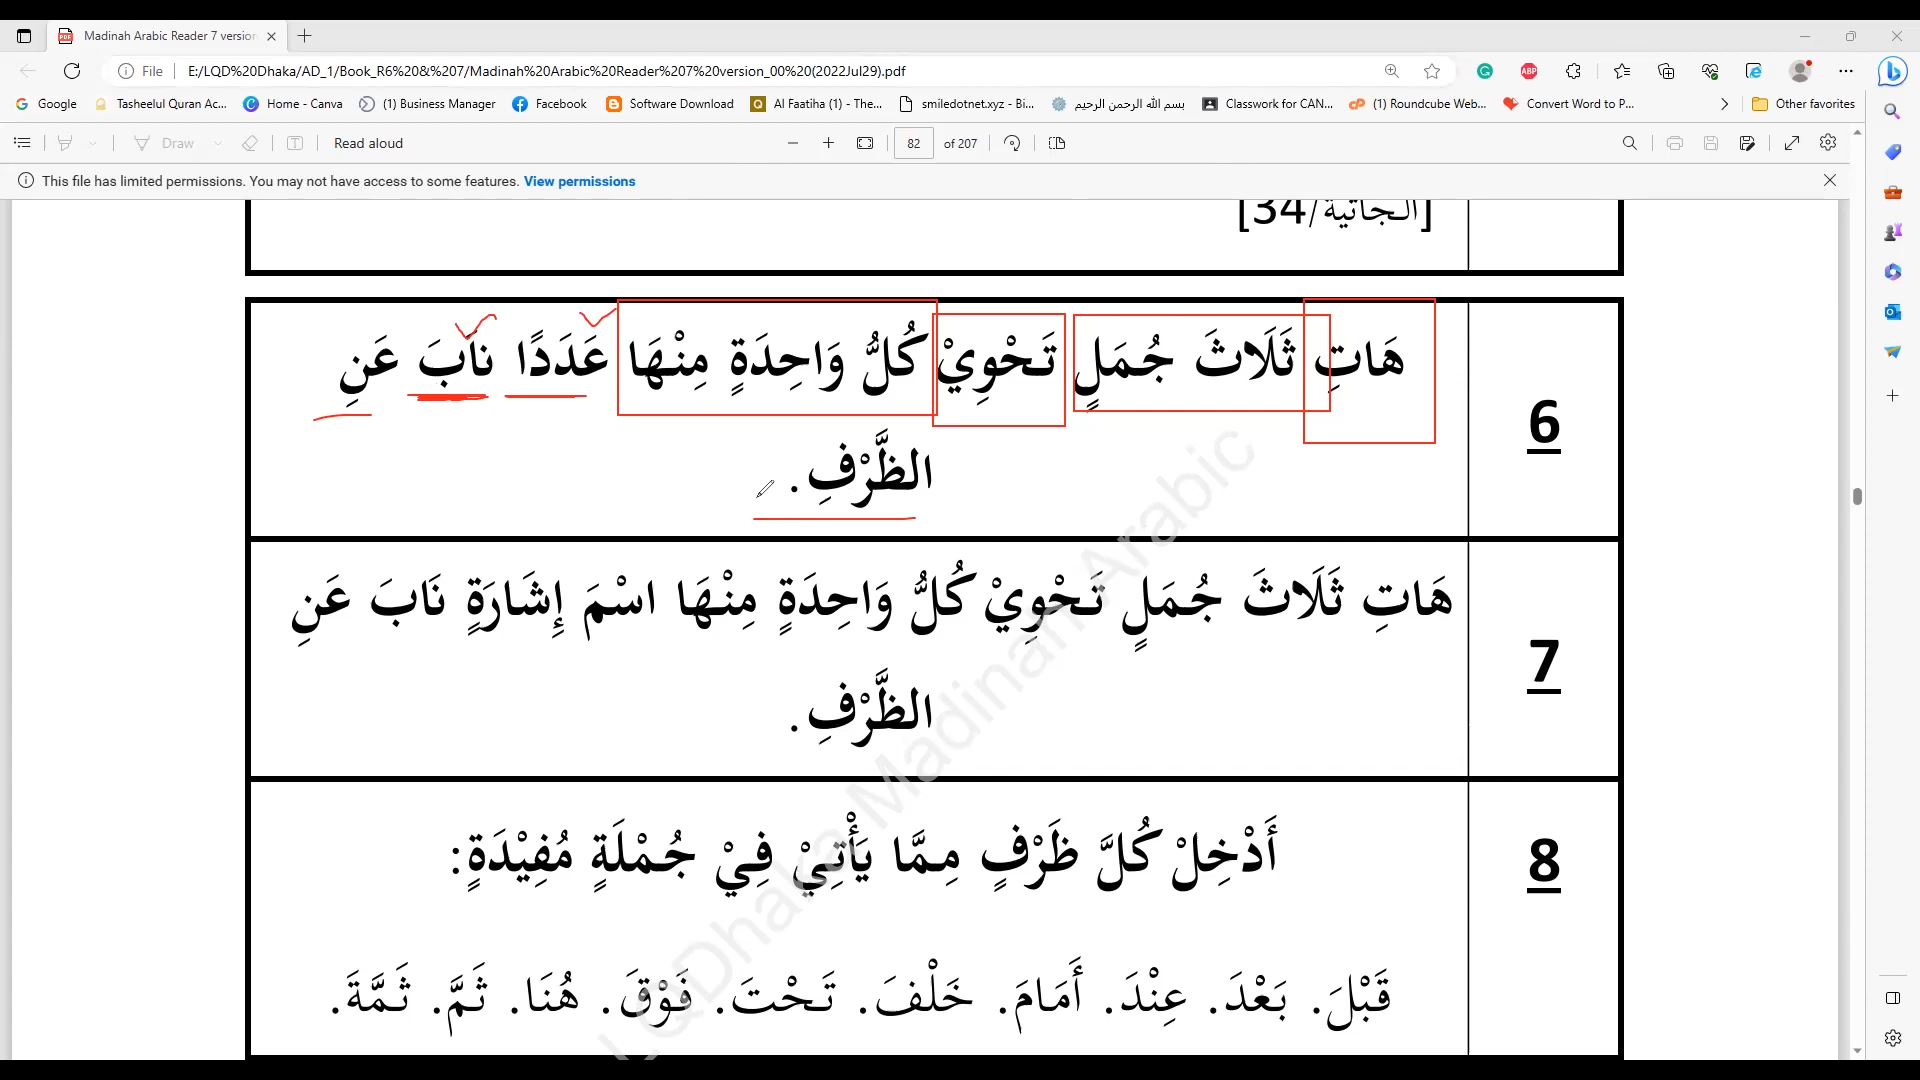 Madinah Arabic Reader 7 version
File
E:/LQD%20Dhaka/AD_1/Book_R6%20&%207/Madinah%20Arabic%20Reader%207%20version_00%20(2022Jul29).pdf
Google
Tasheelul Quran Ac...
Home - Canva
(1) Business Manager
Facebook
Software Download
Al Faatiha (1) - The...
smiledotnet.xyz - Bi...
بسم الله الرحمن الرحيم
Classwork for CAN...
(1) Roundcube Web...
Convert Word to P...
Other favorites
Draw
Read aloud
82 of 207
This file has limited permissions. You may not have access to some features. View permissions
[الجاثية/34]
6
هَاتِ ثَلَاثَ جُمَلٍ تَحْوِيْ كُلُّ وَاحِدَةٍ مِنْهَا عَدَدًا نَابَ عَنِ
الظَّرْفِ.
7
هَاتِ ثَلَاثَ جُمَلٍ تَحْوِيْ كُلُّ وَاحِدَةٍ مِنْهَا اسْمَ إِشَارَةٍ نَابَ عَنِ
الظَّرْفِ.
8
أَدْخِلْ كُلَّ ظَرْفٍ مِمَّا يَأْتِيْ فِيْ جُمْلَةٍ مُفِيْدَةٍ:
قَبْلَ. بَعْدَ. عِنْدَ. أَمَامَ. خَلْفَ. تَحْتَ. فَوْقَ. هُنَا. ثَمَّ. ثَمَّةَ.
LQDhaka Madinah Arabic